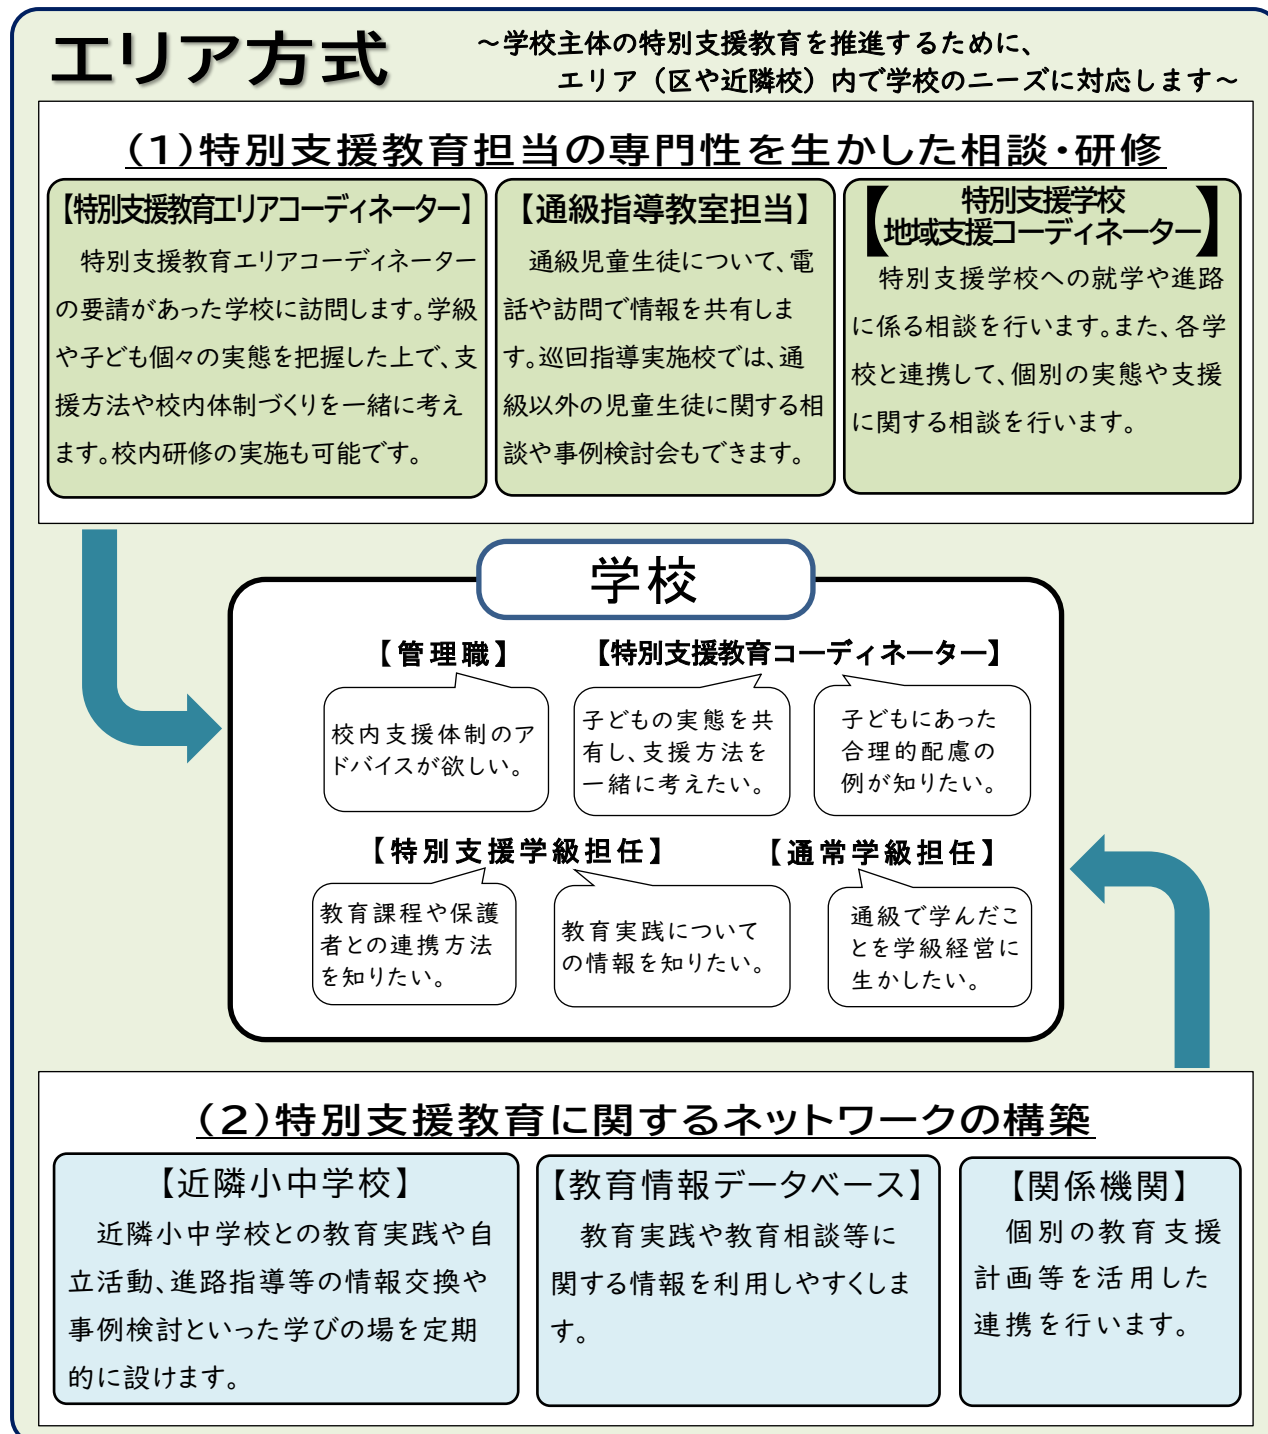 エリア方式
～学校主体の特別支援教育を推進するために、
エリア（区や近隣校）内で学校のニーズに対応します～
(1)特別支援教育担当の専門性を生かした相談・研修
【特別支援教育エリアコーディネーター】
特別支援教育エリアコーディネーター
の要請があった学校に訪問します。学級
や子ども個々の実態を把握した上で、支
援方法や校内体制づくりを一緒に考え
ます。校内研修の実施も可能です。
【通級指導教室担当】
通級児童生徒について、電
話や訪問で情報を共有しま
す。巡回指導実施校では、通
級以外の児童生徒に関する相
談や事例検討会もできます。
【特別支援学校
地域支援コーディネーター】
特別支援学校への就学や進路
に係る相談を行います。また、各学
校と連携して、個別の実態や支援
に関する相談を行います。
学校
【管理職】
校内支援体制のア
ドバイスが欲しい。
【特別支援教育コーディネーター】
子どもの実態を共
有し、支援方法を
一緒に考えたい。
子どもにあった
合理的配慮の
例が知りたい。
【特別支援学級担任】
教育課程や保護
者との連携方法
を知りたい。
教育実践について
の情報を知りたい。
【通常学級担任】
通級で学んだこ
とを学級経営に
生かしたい。
(2)特別支援教育に関するネットワークの構築
【近隣小中学校】
近隣小中学校との教育実践や自
立活動、進路指導等の情報交換や
事例検討といった学びの場を定期
的に設けます。
【教育情報データベース】
教育実践や教育相談等に
関する情報を利用しやすくしま
す。
【関係機関】
個別の教育支援
計画等を活用した
連携を行います。